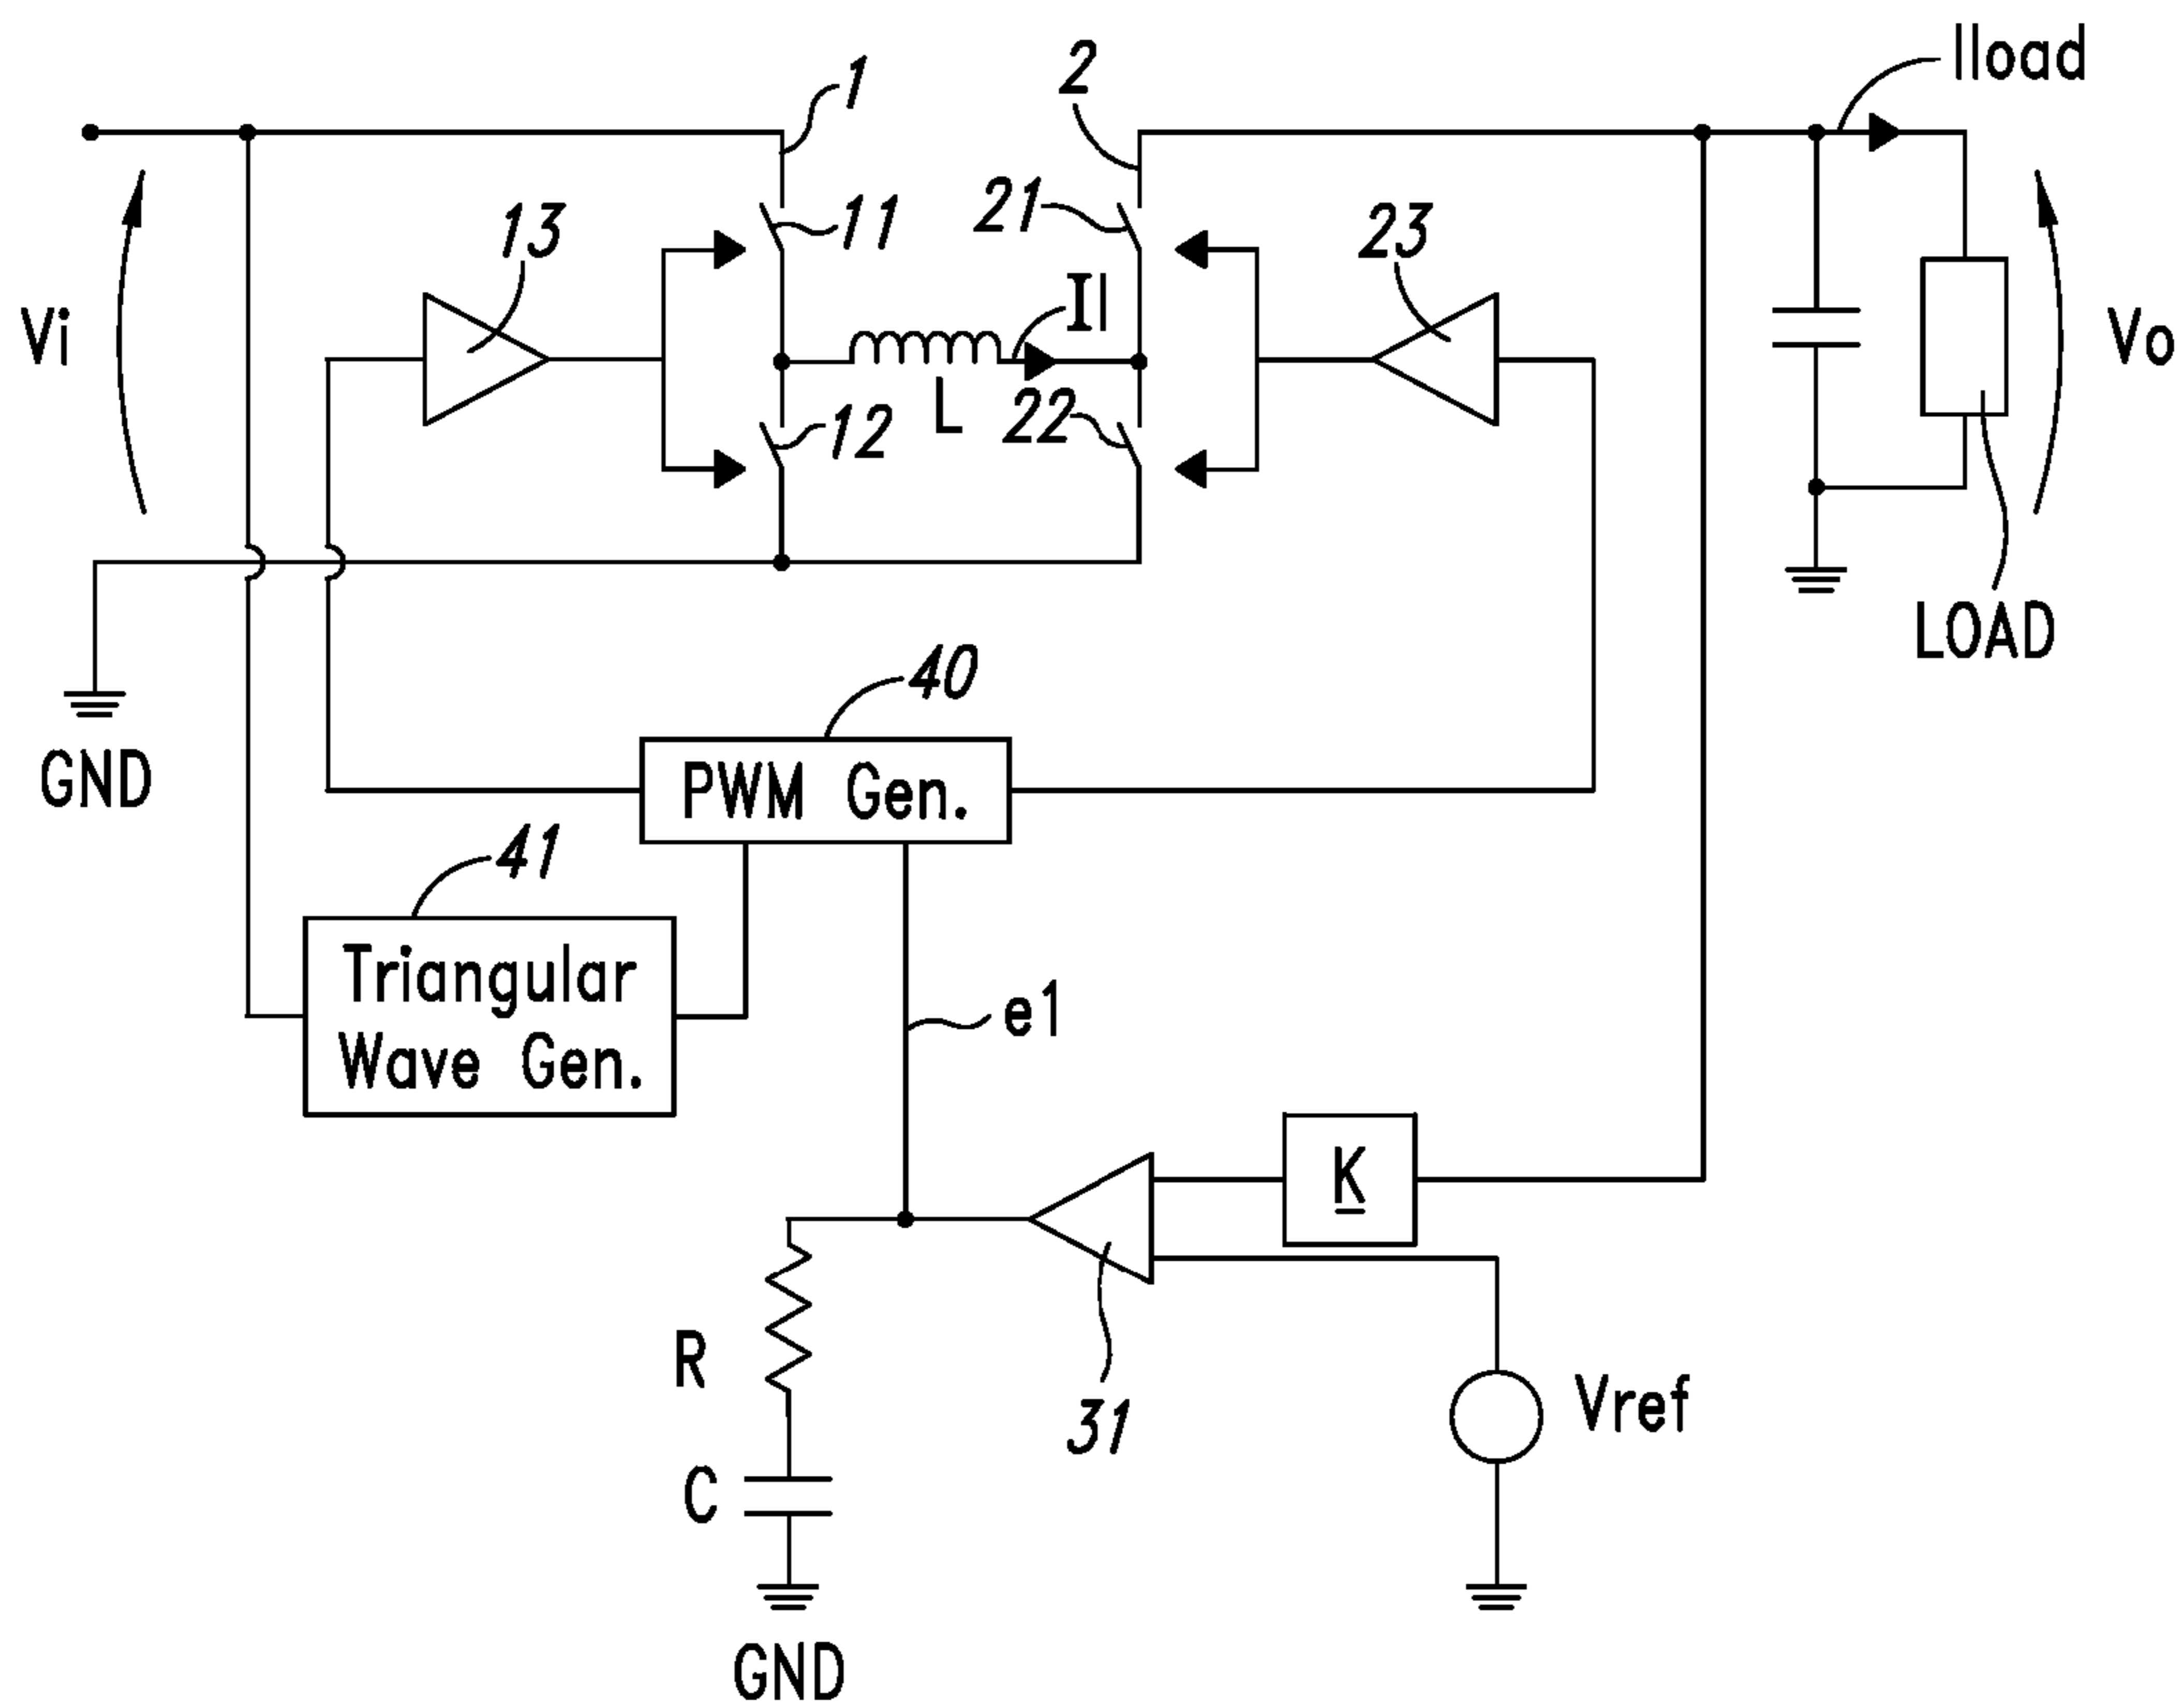 Iload
1
2
11
21
13
23
Vi
Il
Vo
L
12
22
LOAD
40
GND
PWM Gen.
41
Triangular
Wave Gen.
e1
K
R
31
Vref
C
GND